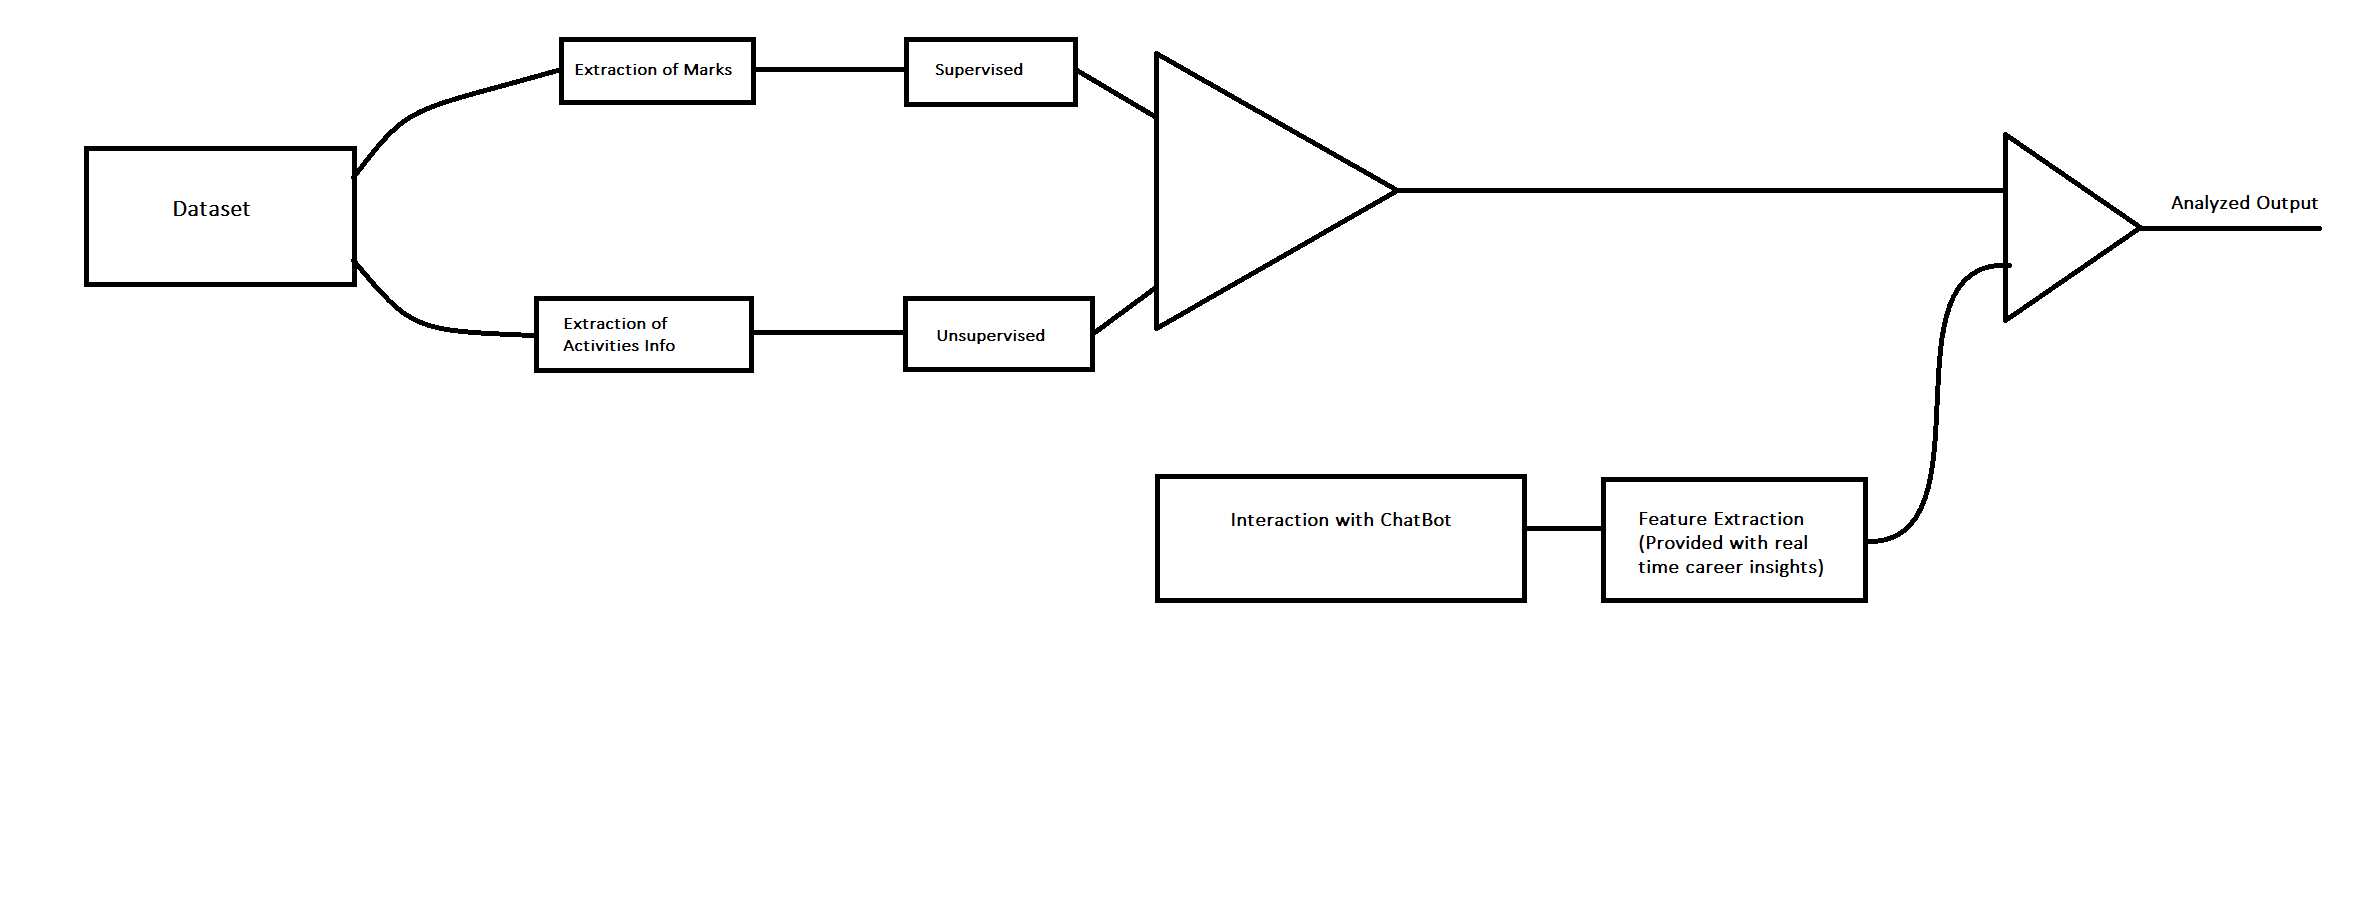 Extraction of Marks
Supervised
Dataset
Analyzed Output
Extraction of
Activities Info
Unsupervised
Interaction with ChatBot
Feature Extraction
(Provided with real
time career insights)